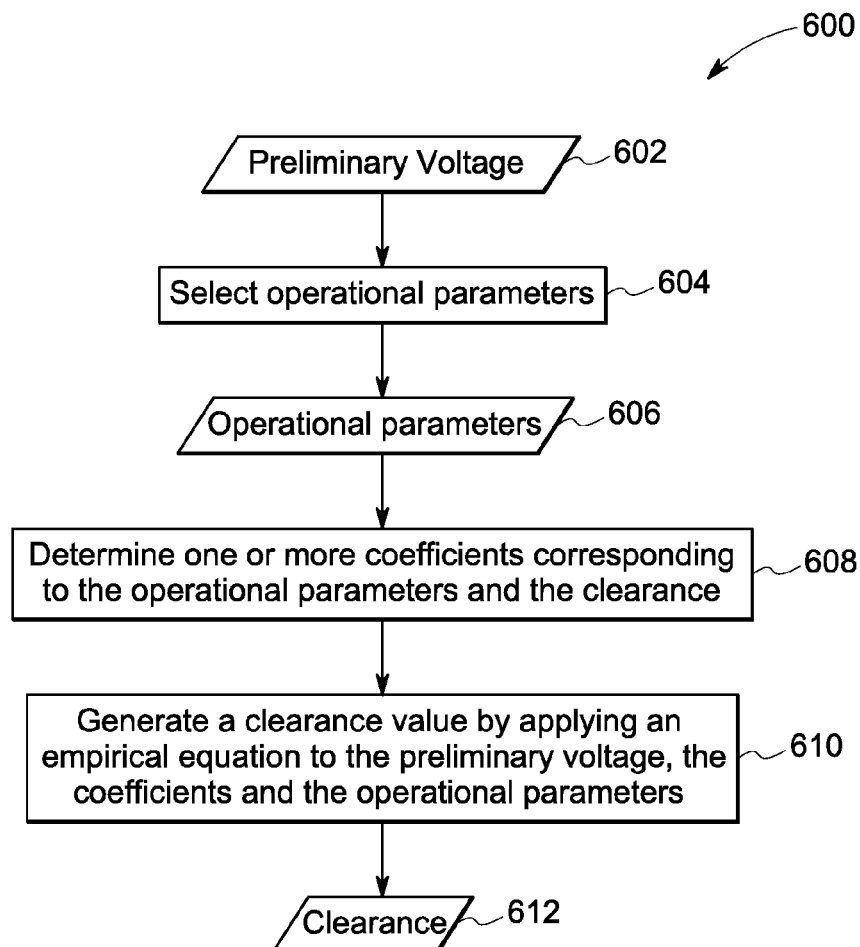 600
Preliminary Voltage
602
Select operational parameters
604
Operational parameters
606
Determine one or more coefficients corresponding
to the operational parameters and the clearance
608
Generate a clearance value by applying an
empirical equation to the preliminary voltage, the
coefficients and the operational parameters
610
Clearance
612